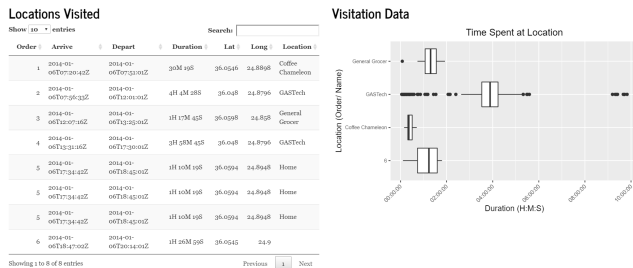 Locations Visited
Show 10 entries
Search:
Order Arrive Depart Duration Lat Long Location
1 2014-01-06T07:20:42Z 2014-01-06T07:51:01Z 30M 19S 36.0546 24.8898 Coffee Chameleon
2 2014-01-06T07:56:33Z 2014-01-06T12:01:01Z 4H 4M 28S 36.048 24.8796 GASTech
3 2014-01-06T12:07:16Z 2014-01-06T13:25:01Z 1H 17M 45S 36.0598 24.858 General Grocer
4 2014-01-06T13:31:16Z 2014-01-06T17:30:01Z 3H 58M 45S 36.048 24.8796 GASTech
5 2014-01-06T17:34:42Z 2014-01-06T18:45:01Z 1H 10M 19S 36.0594 24.8948 Home
5 2014-01-06T17:34:42Z 2014-01-06T18:45:01Z 1H 10M 19S 36.0594 24.8948 Home
5 2014-01-06T17:34:42Z 2014-01-06T18:45:01Z 1H 10M 19S 36.0594 24.8948 Home
6 2014-01-06T18:47:02Z 2014-01-06T20:14:01Z 1H 26M 59S 36.0545 24.9
Showing 1 to 8 of 8 entries
Previous 1 Next
Visitation Data
Time Spent at Location
Location (Order/ Name)
General Grocer
GASTech
Coffee Chameleon
6
00:00:00 02:00:00 04:00:00 06:00:00 08:00:00 10:00:00
Duration (H:M:S)